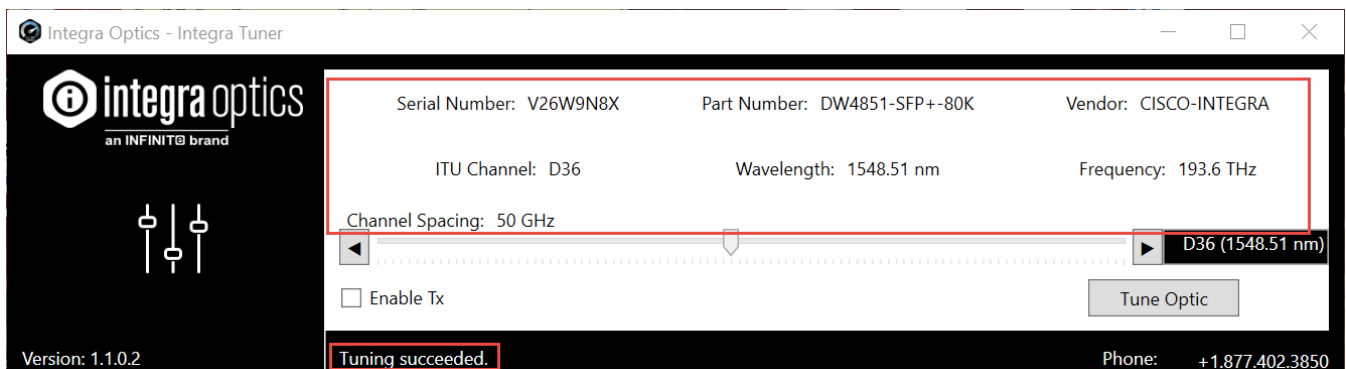 Integra Optics - Integra Tuner
integra optics
an INFINITE brand
Serial Number: V26W9N8X Part Number: DW4851-SFP+-80K Vendor: CISCO-INTEGRA
ITU Channel: D36 Wavelength: 1548.51 nm Frequency: 193.6 THz
Channel Spacing: 50 GHz
D36 (1548.51 nm)
Enable Tx Tune Optic
Version: 1.1.0.2 Tuning succeeded. Phone: +1.877.402.3850